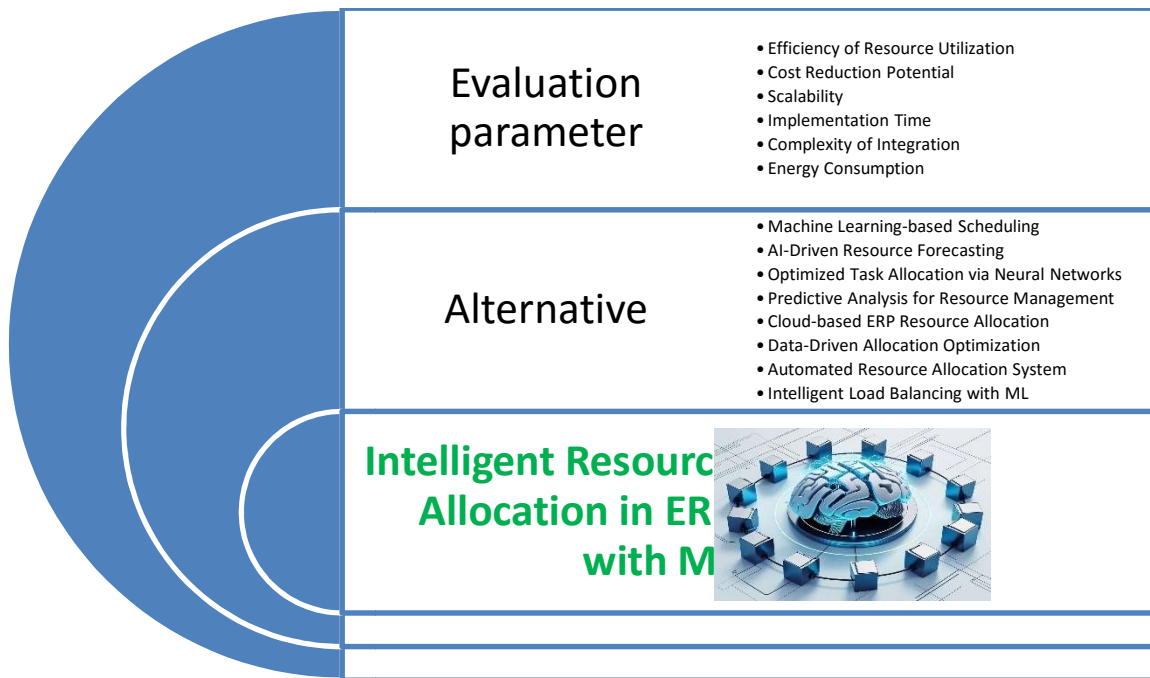 Evaluation
parameter
• Efficiency of Resource Utilization
• Cost Reduction Potential
• Scalability
• Implementation Time
• Complexity of Integration
• Energy Consumption
Alternative
• Machine Learning-based Scheduling
• AI-Driven Resource Forecasting
• Optimized Task Allocation via Neural Networks
• Predictive Analysis for Resource Management
• Cloud-based ERP Resource Allocation
• Data-Driven Allocation Optimization
• Automated Resource Allocation System
• Intelligent Load Balancing with ML
Intelligent Resourc
Allocation in ER
with M